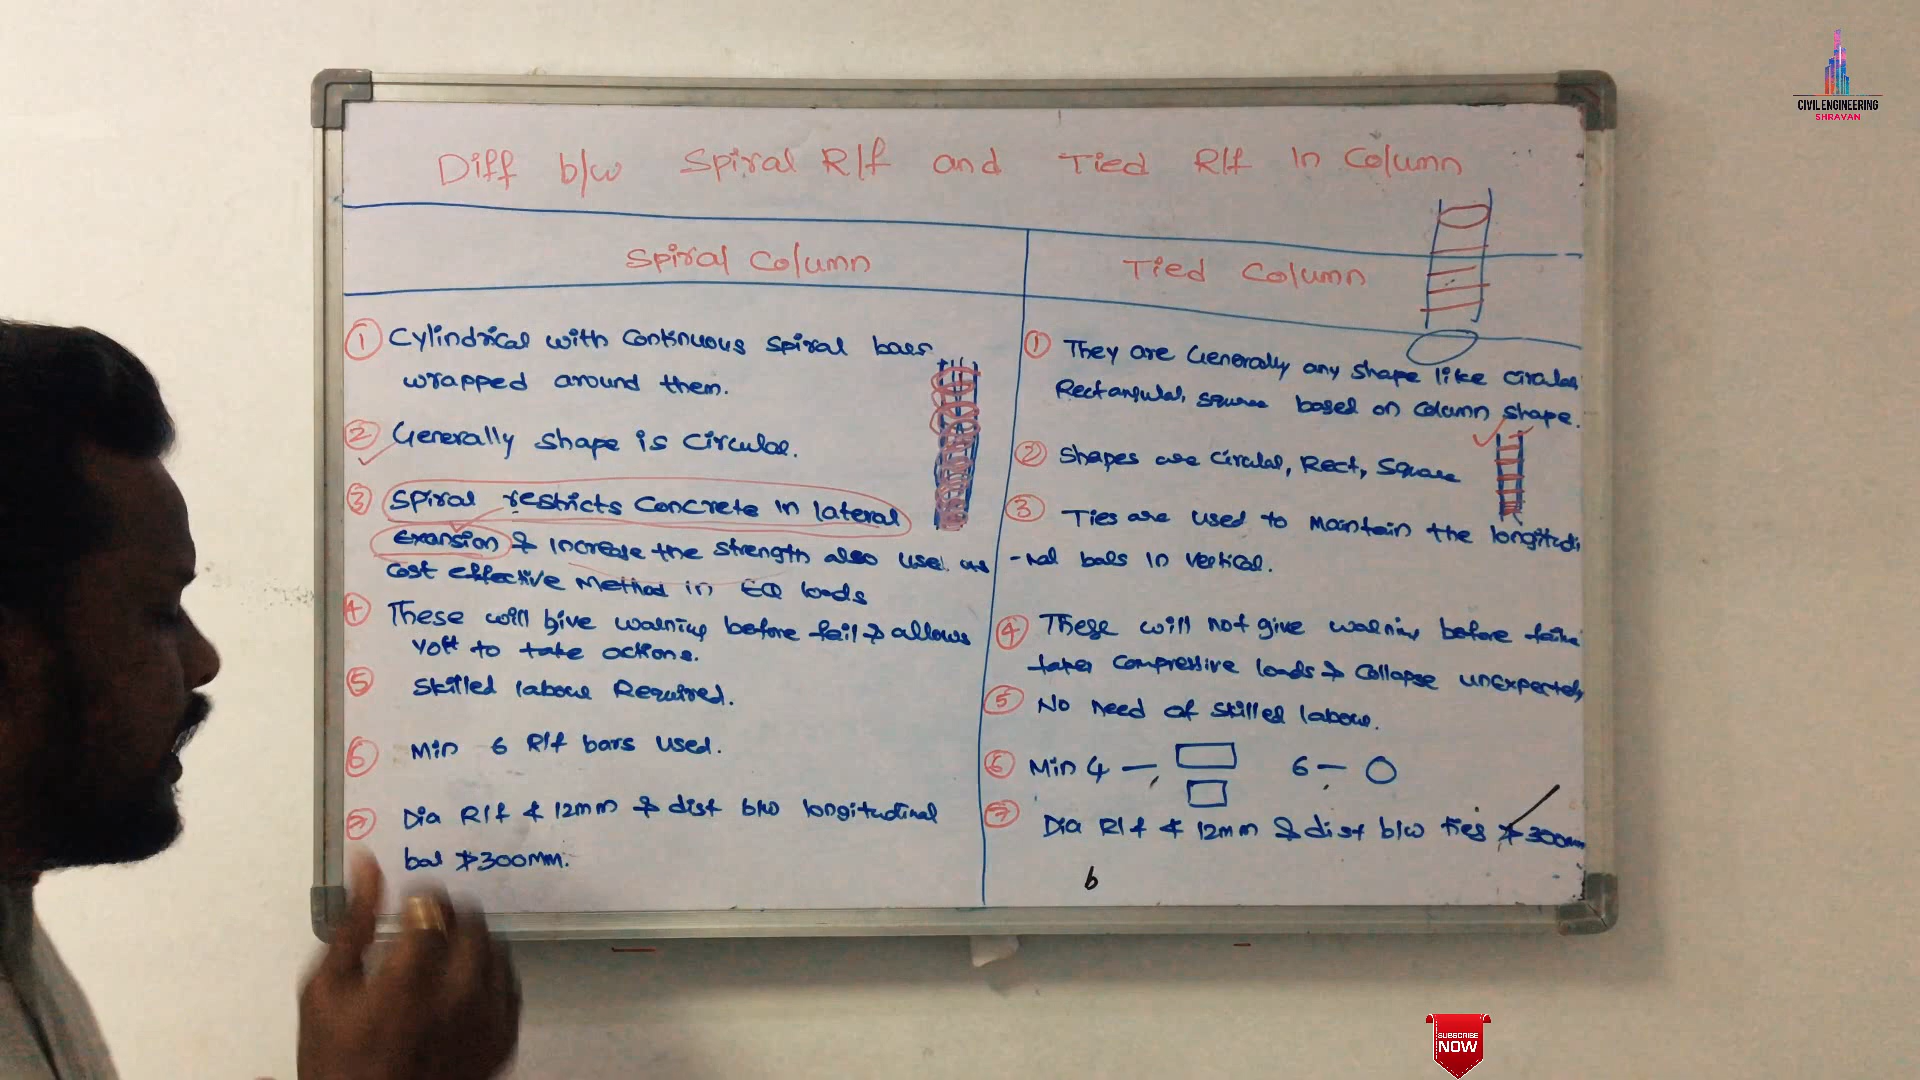 CIVIL ENGINEERING
SHRAVAN
Diff b/w Spiral R/f and Tied R/f In Column
Spiral Column
Tied Column
① Cylindrical with Continuous Spiral bars
wrapped around them.
② Generally shape is Circular.
③ Spiral restricts Concrete in lateral
Exansion & increase the strength also used as
cost effective Method in EQ loads
④ These will give warning before fail → allows
to take actions.
⑤ Skilled labour Required.
⑥ Min 6 R/f bars used.
⑦ Dia R/f ≮ 12mm & dist b/w longitudinal
bar ≯ 300mm.
① They are Generally any shape like circular,
Rectangular, square based on column shape.
② Shapes are Circular, Rect, Square
③ Ties are used to Maintain the longitudi
-nal bars in vertical.
④ These will not give warning before
takes compressive loads → Collapse unexpectedly
⑤ No need of skilled labour.
⑥ Min 4 — 6 —
⑦ Dia R/f ≮ 12mm & dist b/w ties ≯ 300mm
b
SUBSCRIBE
NOW